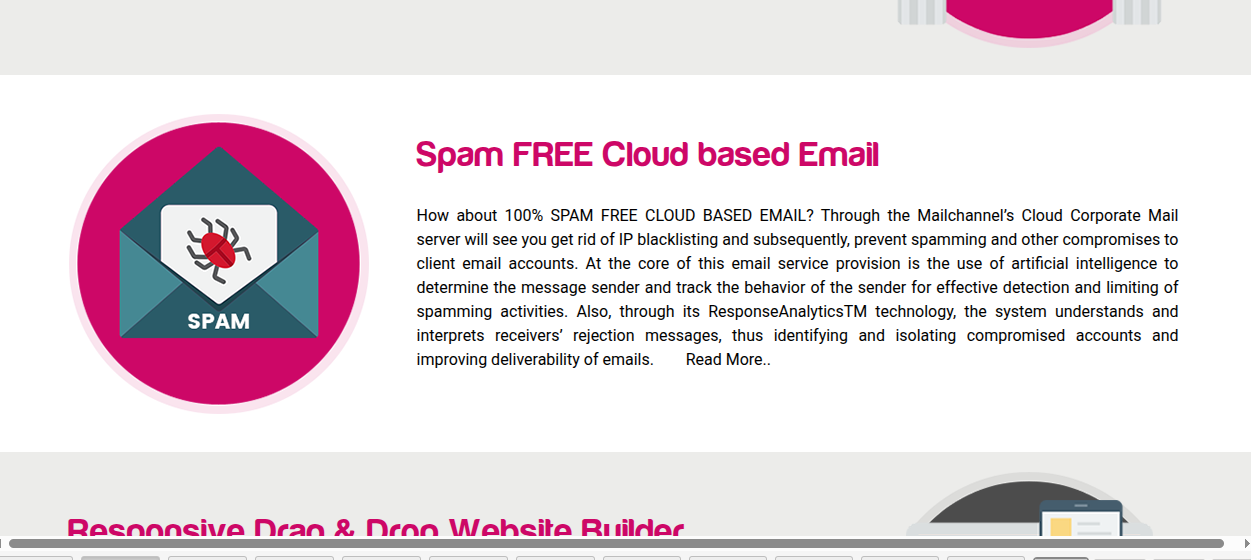 Spam FREE Cloud based Email
How about 100% SPAM FREE CLOUD BASED EMAIL? Through the Mailchannel’s Cloud Corporate Mail
server will see you get rid of IP blacklisting and subsequently, prevent spamming and other compromises to
client email accounts. At the core of this email service provision is the use of artificial intelligence to
determine the message sender and track the behavior of the sender for effective detection and limiting of
spamming activities. Also, through its ResponseAnalyticsTM technology, the system understands and
interprets receivers’ rejection messages, thus identifying and isolating compromised accounts and
improving deliverability of emails. Read More..
SPAM
Responsive Drag & Drop Website Builder